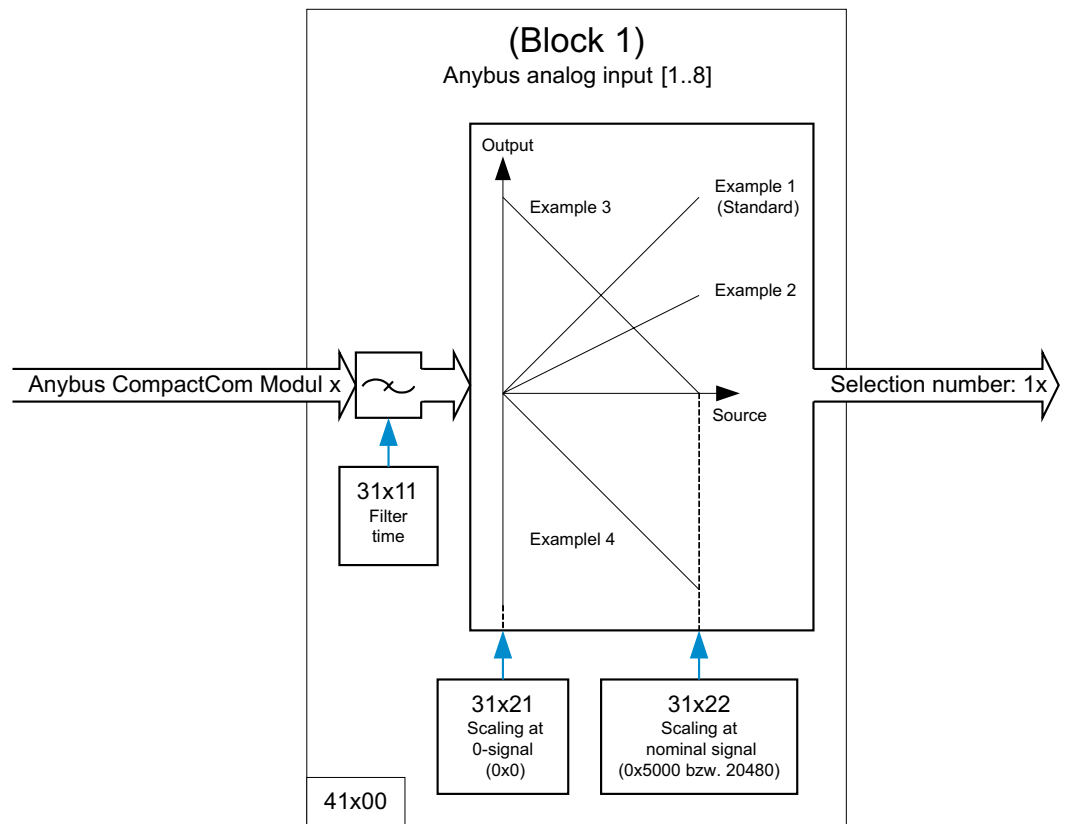 (Block 1)
Anybus analog input [1..8]
Output
Example 1
(Standard)
Example 3
Example 2
Anybus CompactCom Modul x
Selection number: 1x
Source
31x11
Filter
time
Examplel 4
31x21
Scaling at
0-signal
(0x0)
31x22
Scaling at
nominal signal
(0x5000 bzw. 20480)
41x00